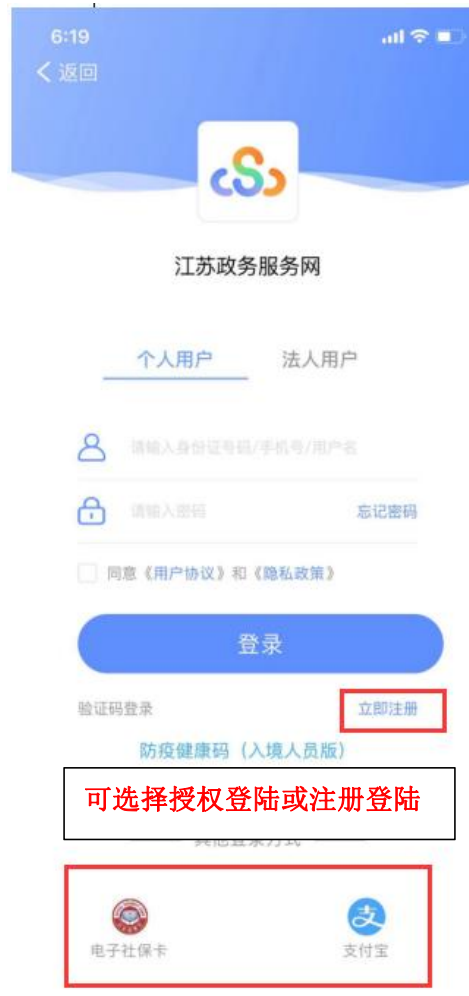 6:19
返回
江苏政务服务网
个人用户 法人用户
请输入身份证号码/手机号/用户名
请输入密码 忘记密码
同意《用户协议》和《隐私政策》
登录
验证码登录 立即注册
防疫健康码（入境人员版）
可选择授权登陆或注册登陆
其他登录方式
电子社保卡 支付宝